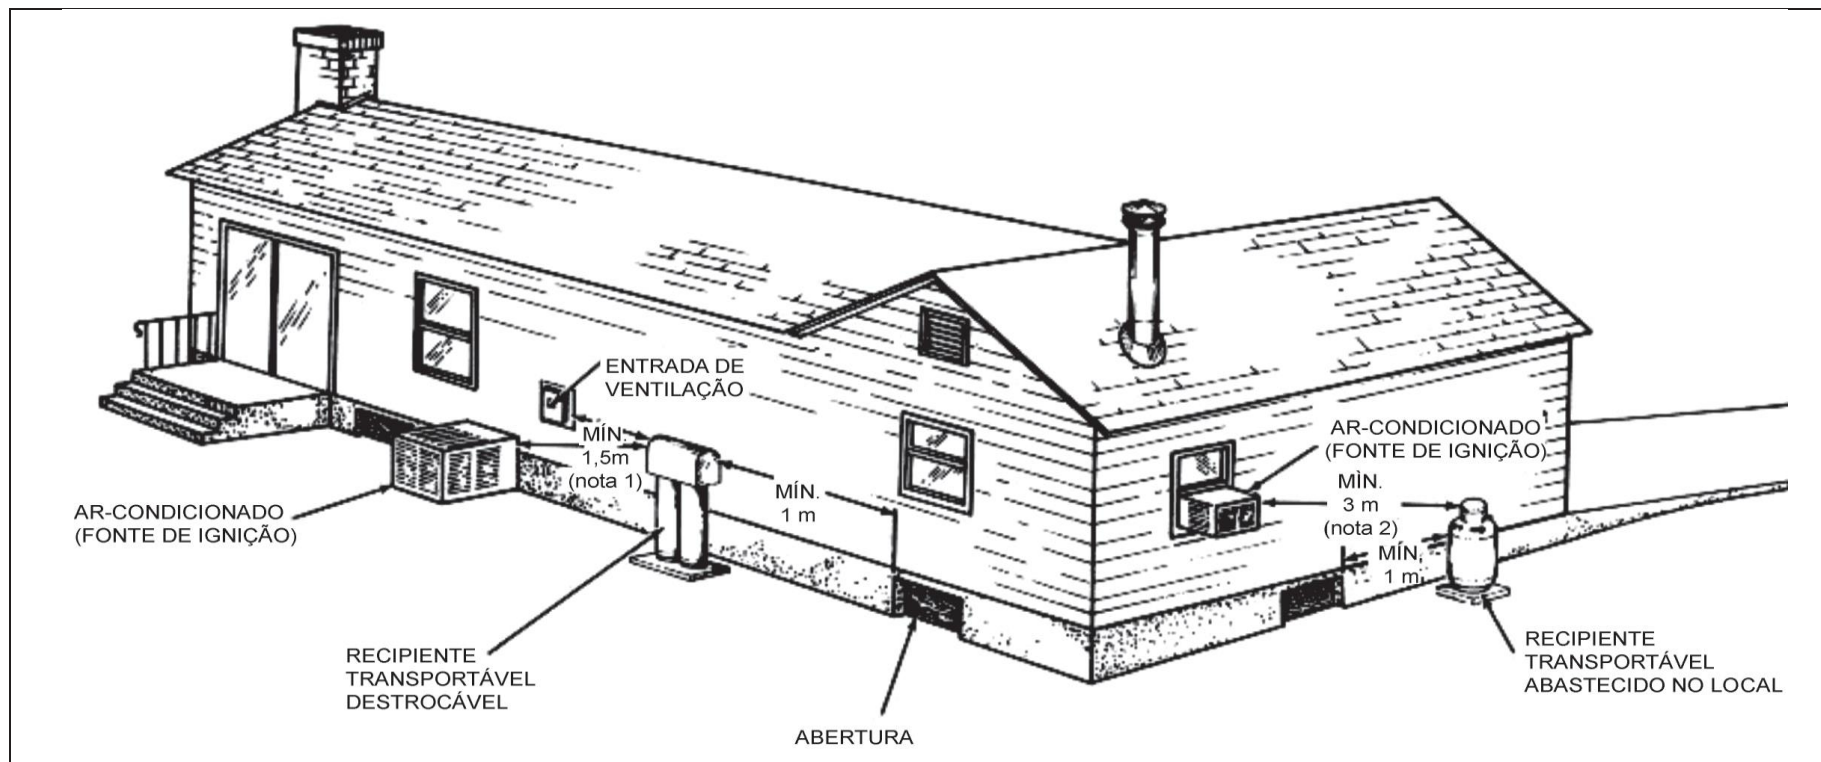 ENTRADA DE
VENTILAÇÃO
MÍN.
1,5m
(nota 1)
MÍN.
1 m
AR-CONDICIONADO
(FONTE DE IGNIÇÃO)
RECIPIENTE
TRANSPORTÁVEL
DESTROCÁVEL
ABERTURA
AR-CONDICIONADO
(FONTE DE IGNIÇÃO)
MÌN.
3 m
(nota 2)
MÍN.
1 m
RECIPIENTE
TRANSPORTÁVEL
ABASTECIDO NO LOCAL